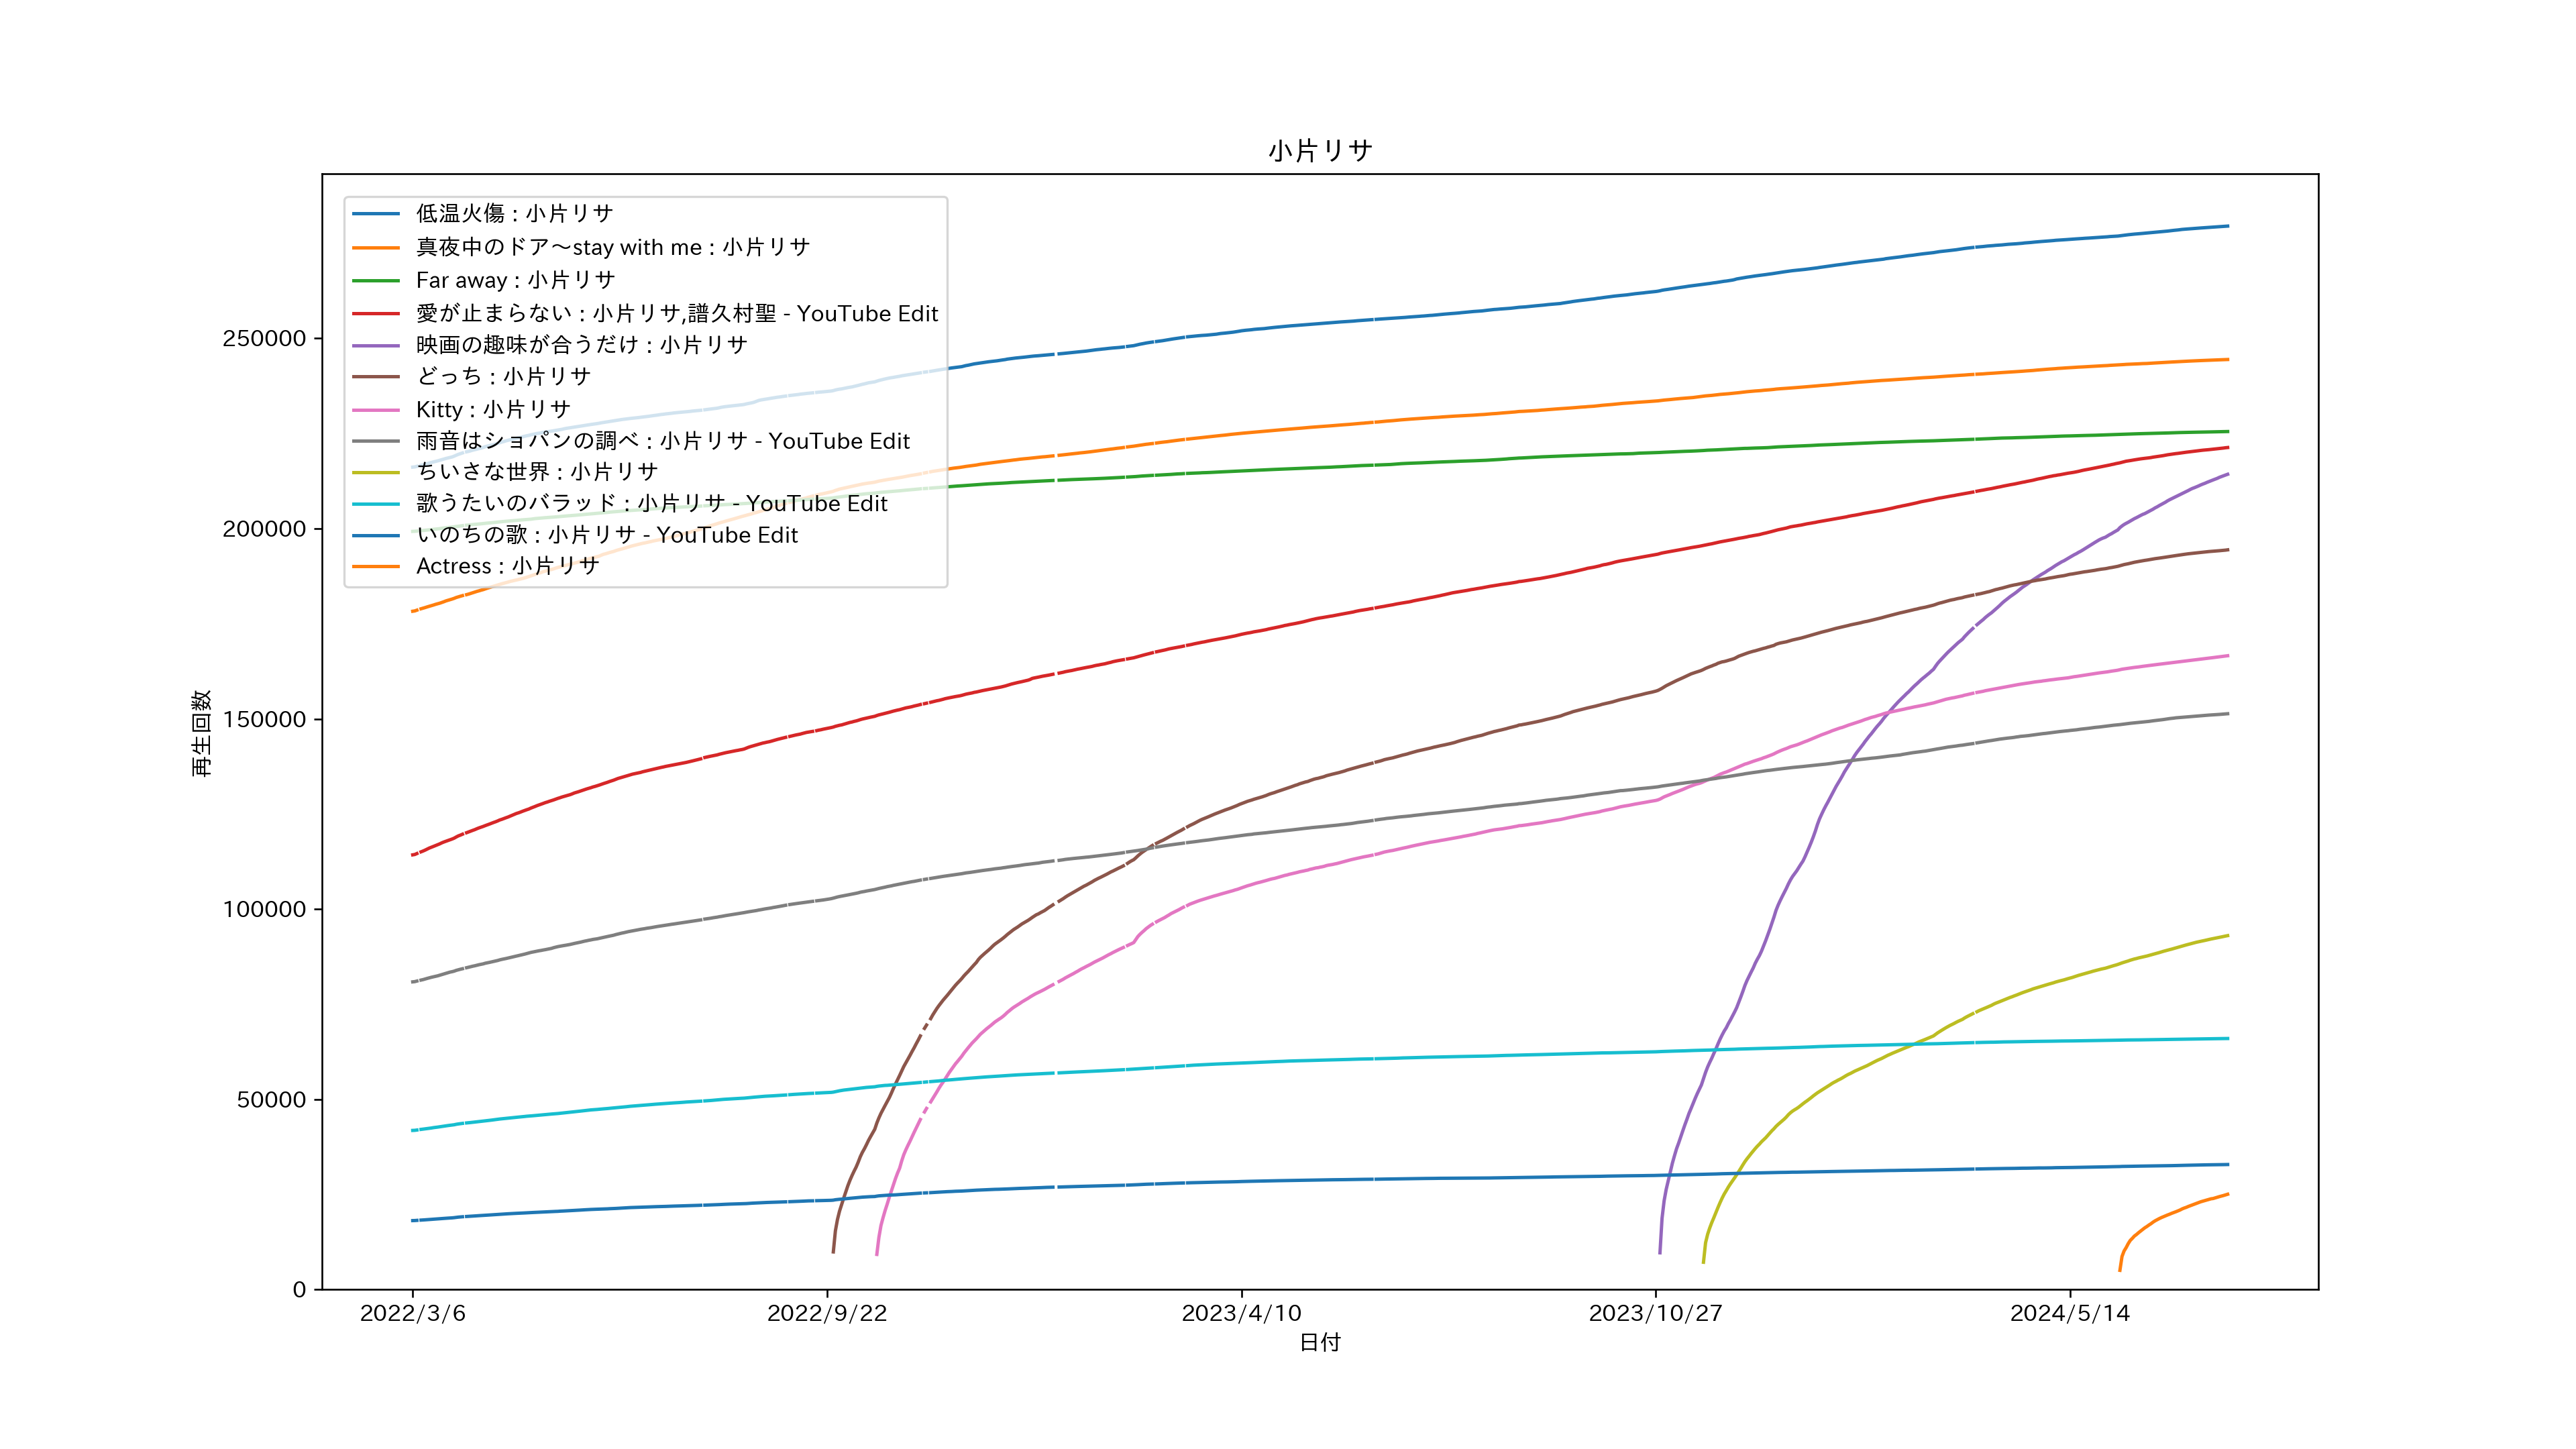 小片リサ
低温火傷 : 小片リサ
真夜中のドア～stay with me : 小片リサ
Far away : 小片リサ
愛が止まらない : 小片リサ,譜久村聖 - YouTube Edit
映画の趣味が合うだけ : 小片リサ
どっち : 小片リサ
Kitty : 小片リサ
雨音はショパンの調べ : 小片リサ - YouTube Edit
ちいさな世界 : 小片リサ
歌うたいのバラッド : 小片リサ - YouTube Edit
いのちの歌 : 小片リサ - YouTube Edit
Actress : 小片リサ
再生回数
250000
200000
150000
100000
50000
0
2022/3/6
2022/9/22
2023/4/10
2023/10/27
2024/5/14
日付